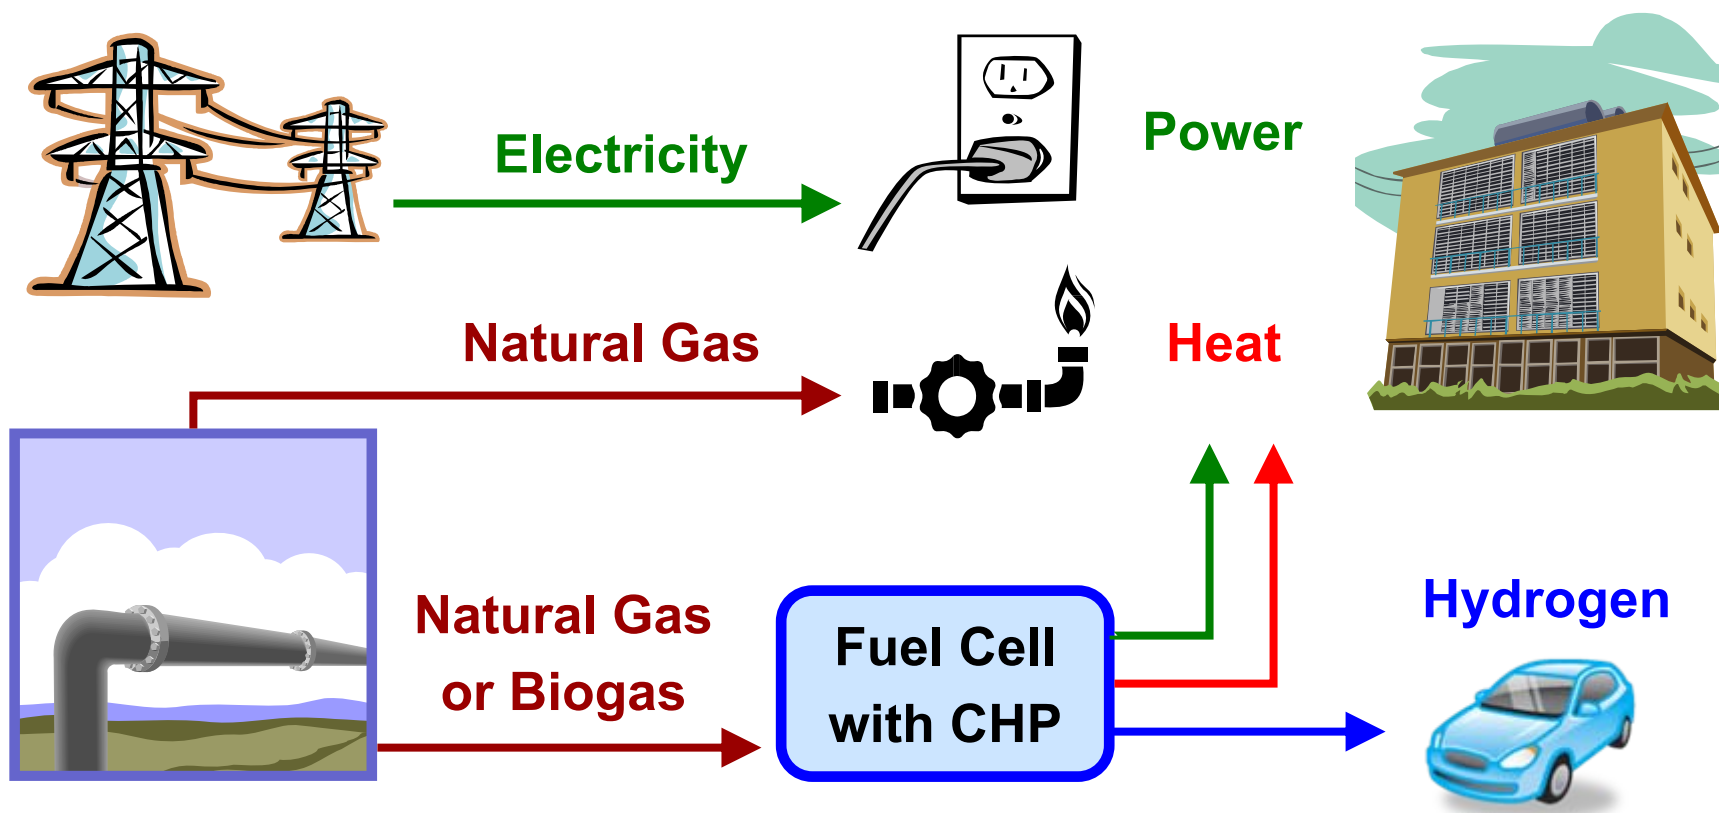 Electricity
Power
Natural Gas
Heat
Natural Gas
or Biogas
Fuel Cell
with CHP
Hydrogen